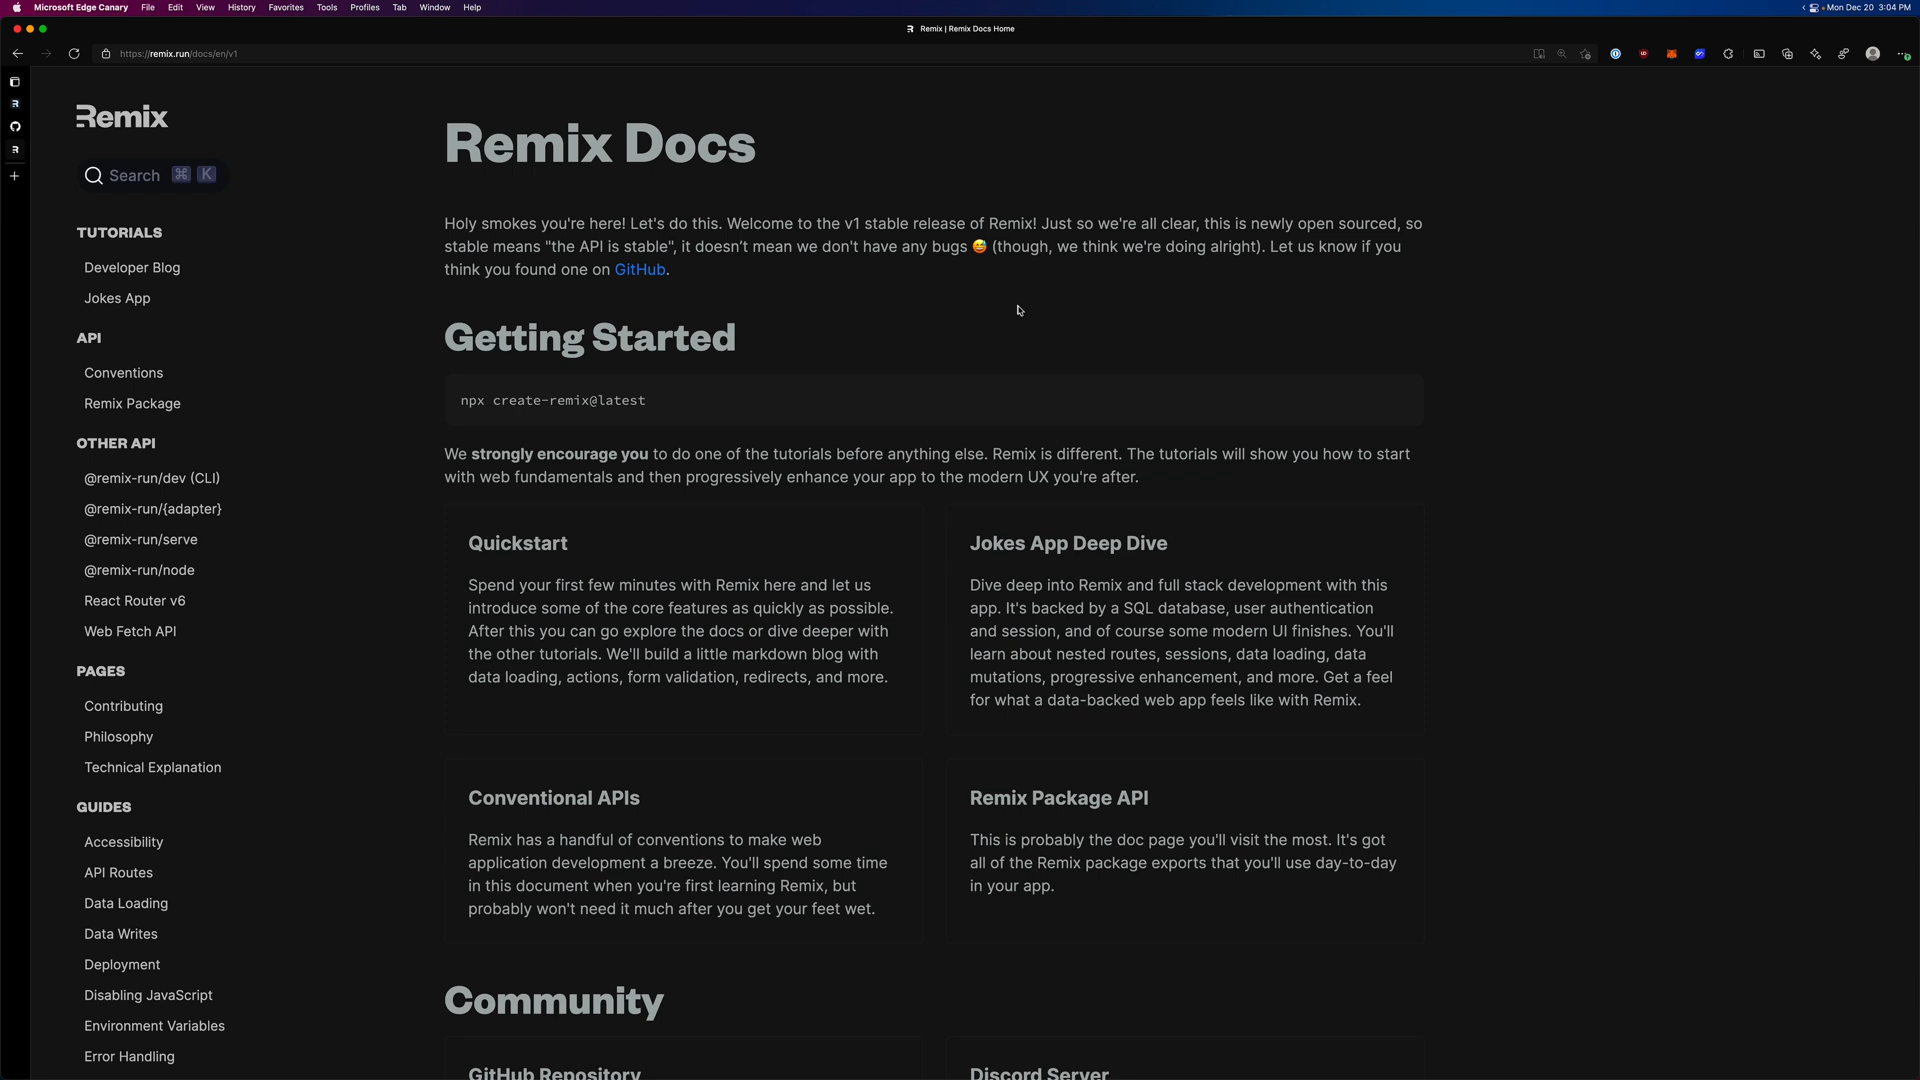 Microsoft Edge Canary File Edit View History Favorites Tools Profiles Tab Window Help
Mon Dec 20 3:04 PM
Remix | Remix Docs Home
https://remix.run/docs/en/v1
Remix
Search ⌘ K
TUTORIALS
Developer Blog
Jokes App
API
Conventions
Remix Package
OTHER API
@remix-run/dev (CLI)
@remix-run/{adapter}
@remix-run/serve
@remix-run/node
React Router v6
Web Fetch API
PAGES
Contributing
Philosophy
Technical Explanation
GUIDES
Accessibility
API Routes
Data Loading
Data Writes
Deployment
Disabling JavaScript
Environment Variables
Error Handling
Remix Docs
Holy smokes you're here! Let's do this. Welcome to the v1 stable release of Remix! Just so we're all clear, this is newly open sourced, so
stable means "the API is stable", it doesn’t mean we don't have any bugs 😅 (though, we think we're doing alright). Let us know if you
think you found one on GitHub.
Getting Started
npx create-remix@latest
We strongly encourage you to do one of the tutorials before anything else. Remix is different. The tutorials will show you how to start
with web fundamentals and then progressively enhance your app to the modern UX you're after.
Quickstart
Spend your first few minutes with Remix here and let us
introduce some of the core features as quickly as possible.
After this you can go explore the docs or dive deeper with
the other tutorials. We'll build a little markdown blog with
data loading, actions, form validation, redirects, and more.
Jokes App Deep Dive
Dive deep into Remix and full stack development with this
app. It's backed by a SQL database, user authentication
and session, and of course some modern UI finishes. You'll
learn about nested routes, sessions, data loading, data
mutations, progressive enhancement, and more. Get a feel
for what a data-backed web app feels like with Remix.
Conventional APIs
Remix has a handful of conventions to make web
application development a breeze. You'll spend some time
in this document when you're first learning Remix, but
probably won't need it much after you get your feet wet.
Remix Package API
This is probably the doc page you'll visit the most. It's got
all of the Remix package exports that you'll use day-to-day
in your app.
Community
GitHub Repository
Discord Server